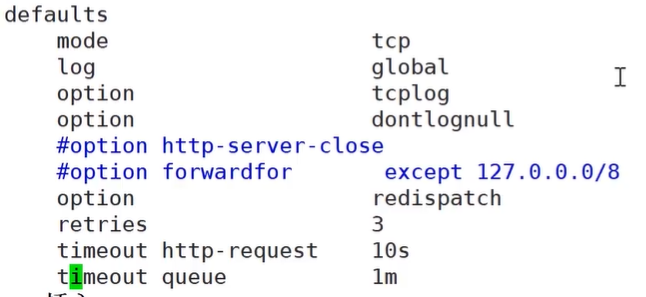 defaults
    mode                    tcp
    log                     global
    option                  tcplog
    option                  dontlognull
    #option http-server-close
    #option forwardfor       except 127.0.0.0/8
    option                  redispatch
    retries                 3
    timeout http-request    10s
    timeout queue           1m